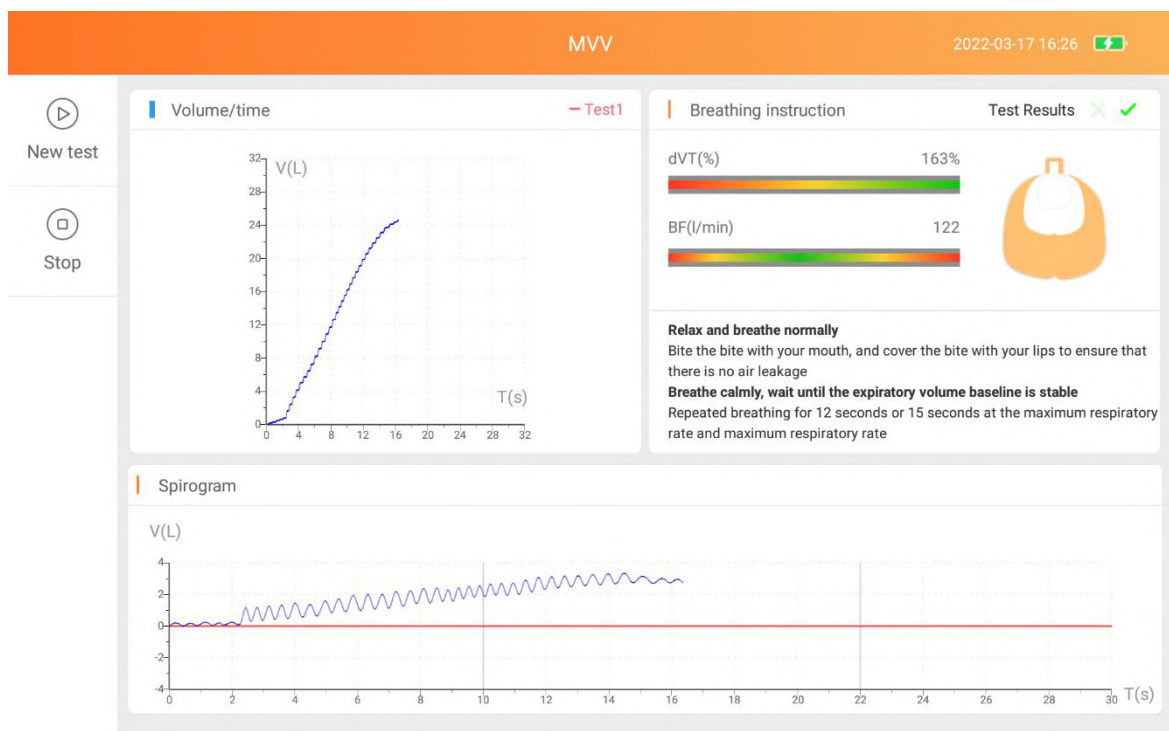 MVV
2022-03-17 16:26
New test
Stop
Volume/time
Test1
V(L)
32
28
24
20
16
12
8
4
0
T(s)
0 4 8 12 16 20 24 28 32
Breathing instruction
Test Results
dVT(%) 163%
BF(l/min) 122
Relax and breathe normally
Bite the bite with your mouth, and cover the bite with your lips to ensure that
there is no air leakage
Breathe calmly, wait until the expiratory volume baseline is stable
Repeated breathing for 12 seconds or 15 seconds at the maximum respiratory
rate and maximum respiratory rate
Spirogram
V(L)
4
2
0
-2
-4
0 2 4 6 8 10 12 14 16 18 20 22 24 26 28 30 T(s)